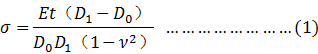 σ = Et（D₁ − D₀） / D₀D₁（1 − ν²） … … … … … … … … (1)